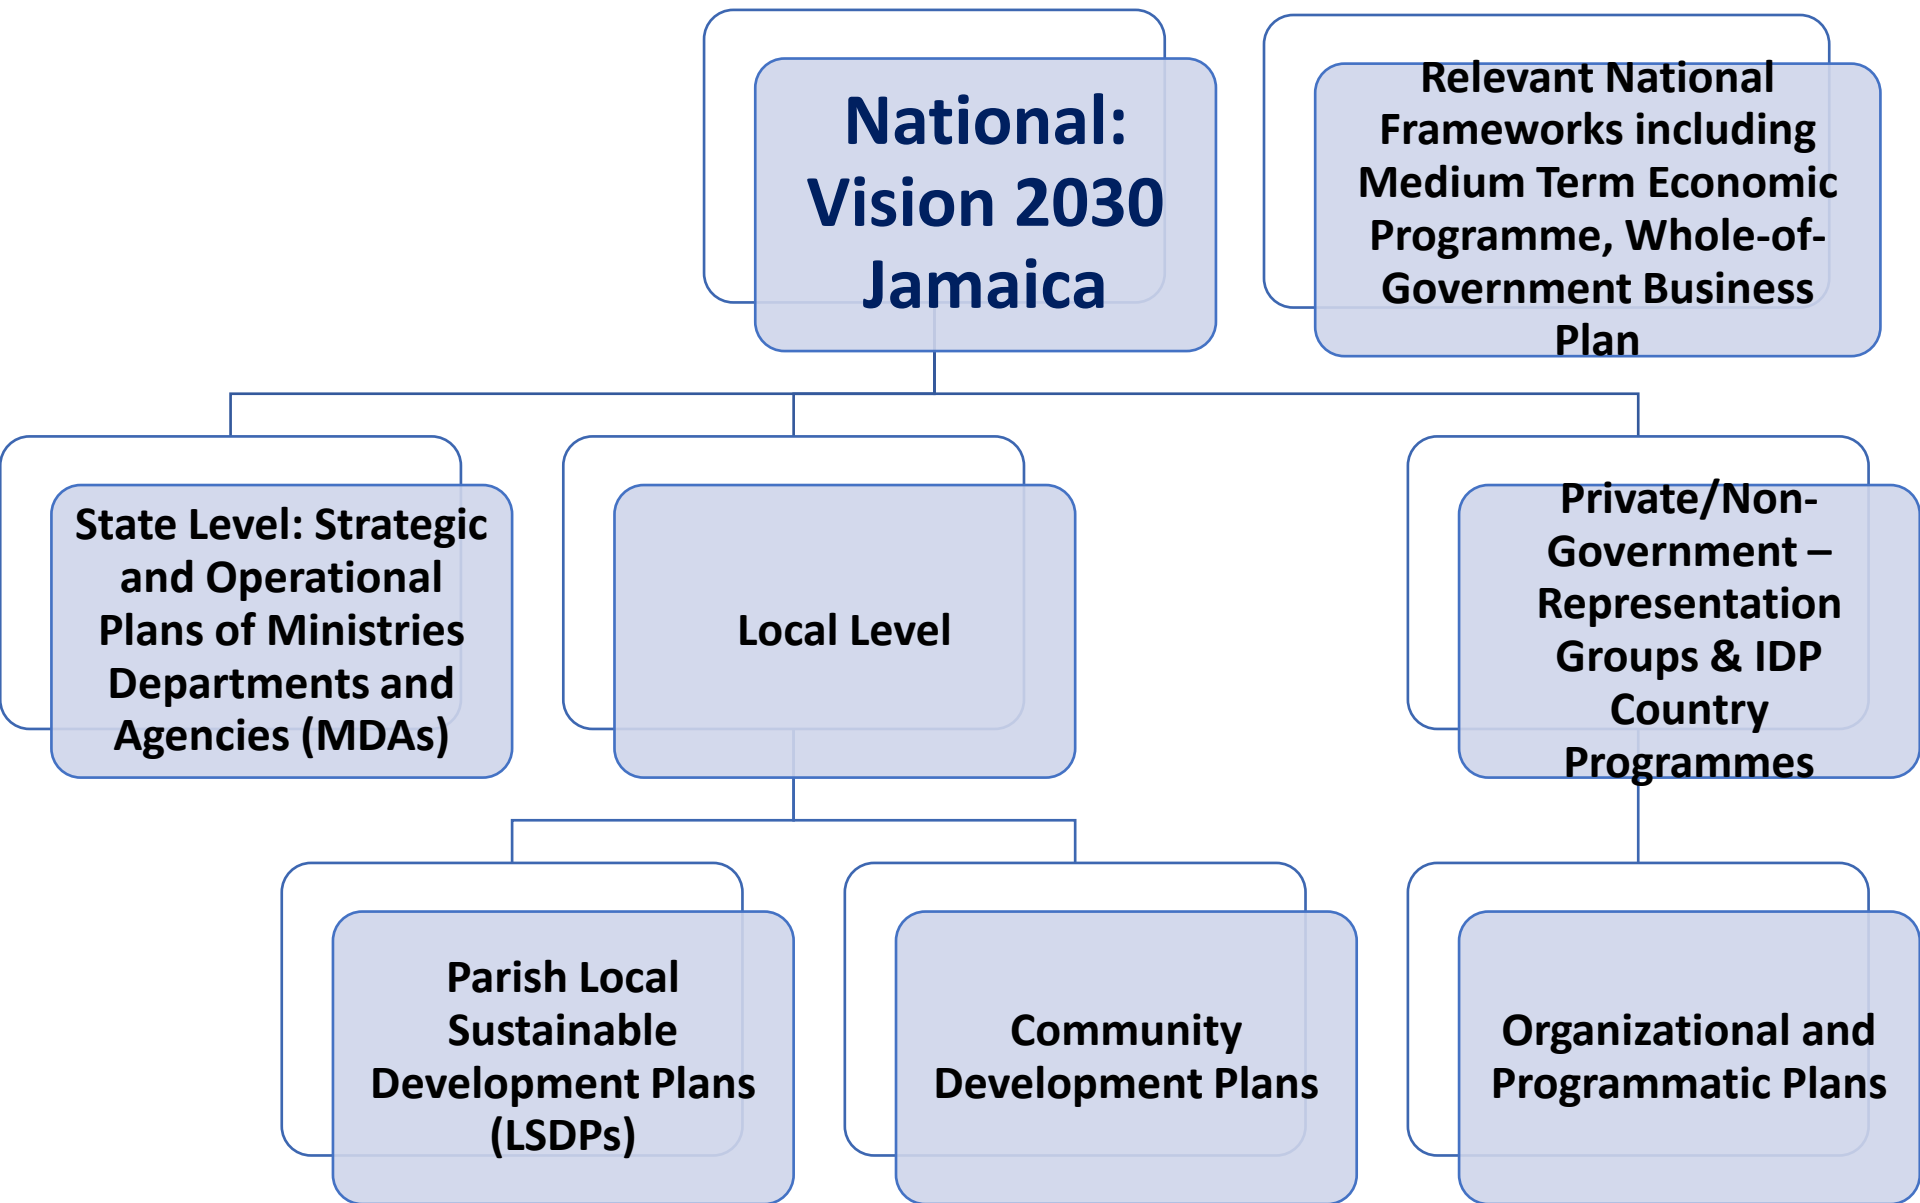 National:
Vision 2030
Jamaica
Relevant National
Frameworks including
Medium Term Economic
Programme, Whole-of-
Government Business
Plan
State Level: Strategic
and Operational
Plans of Ministries
Departments and
Agencies (MDAs)
Local Level
Private/Non-
Government –
Representation
Groups & IDP
Country
Programmes
Parish Local
Sustainable
Development Plans
(LSDPs)
Community
Development Plans
Organizational and
Programmatic Plans